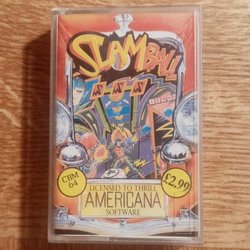 SLAMBALL
CBM
64
£2.99
LICENSED TO THRILL
AMERICANA
SOFTWARE